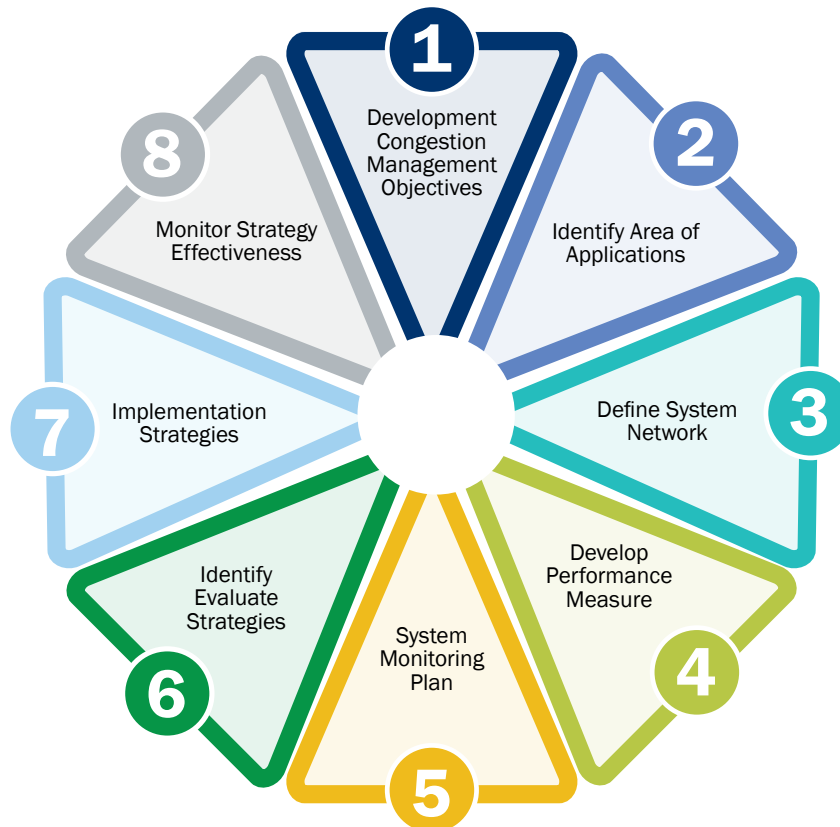 1
Development
Congestion
Management
Objectives
2
Identify Area of
Applications
3
Define System
Network
Develop
Performance
Measure
4
System
Monitoring
Plan
5
Identify
Evaluate
Strategies
6
7
Implementation
Strategies
8
Monitor Strategy
Effectiveness